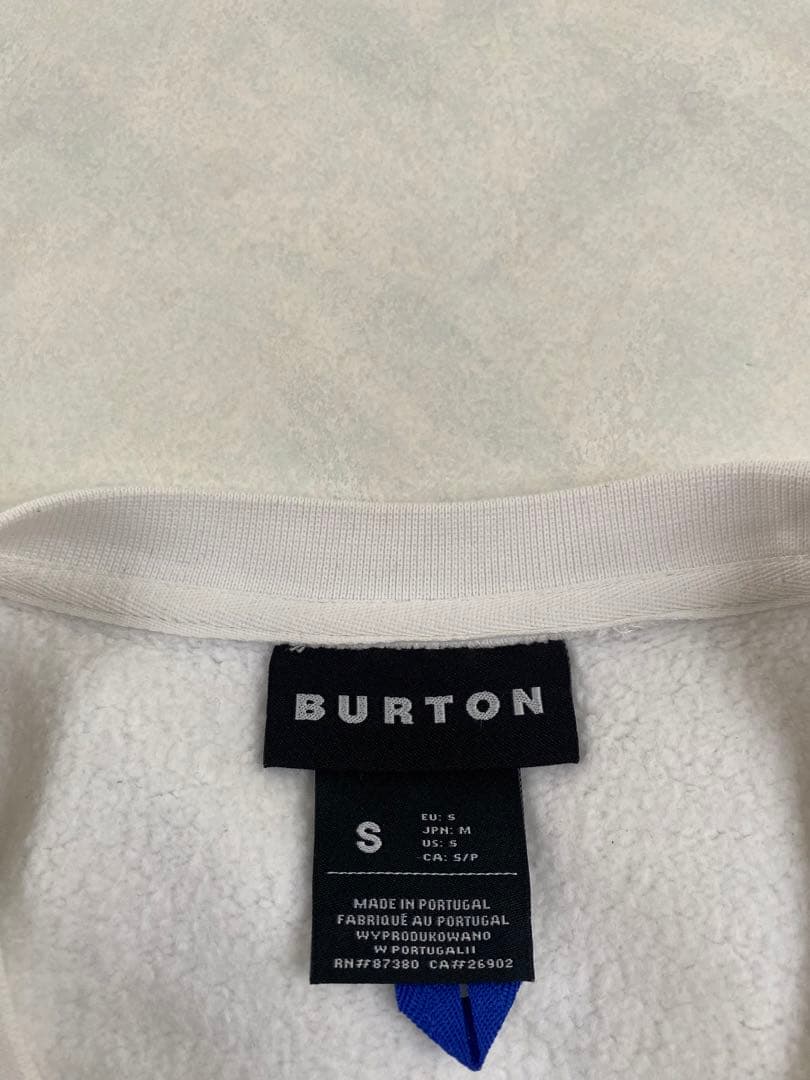 BURTON
S
EU: S
JPN: M
US: S
CA: S/P
MADE IN PORTUGAL
FABRIQUÉ AU PORTUGAL
WYPRODUKOWANO
W PORTUGALII
RN#87380 CA#26902